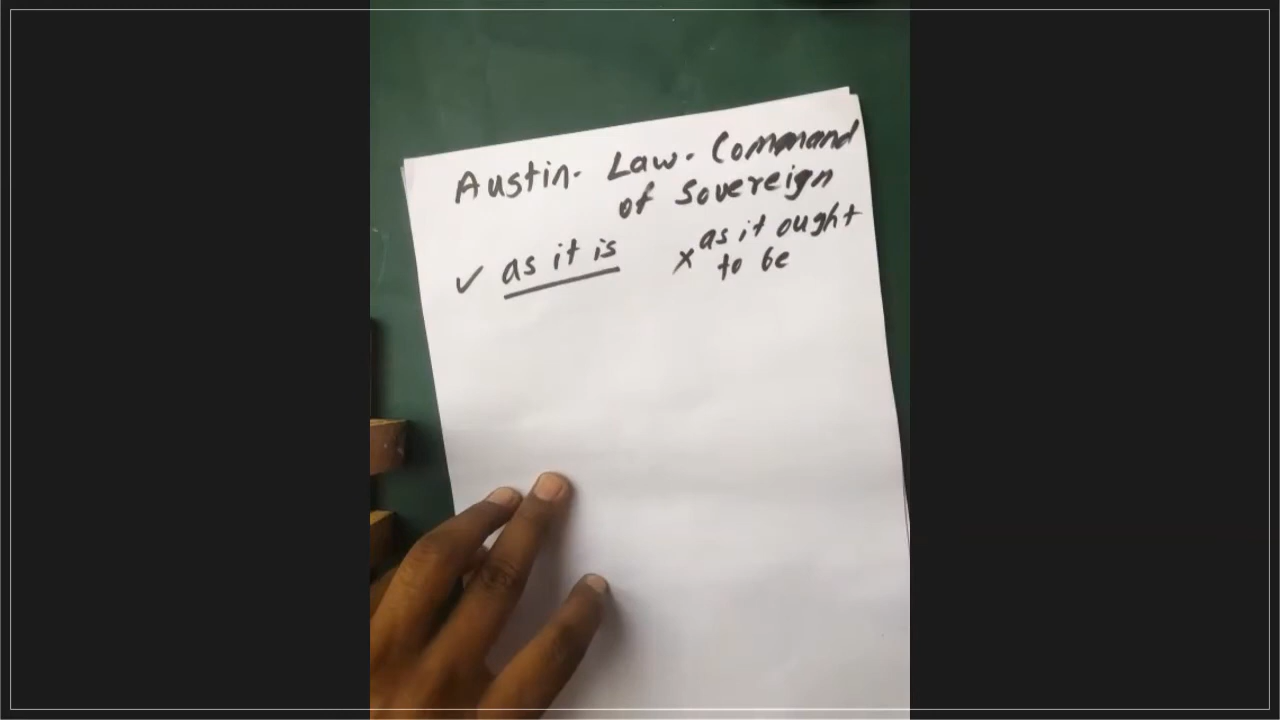 Austin- Law- Command
of Sovereign
✓ as it is x as it ought
to be